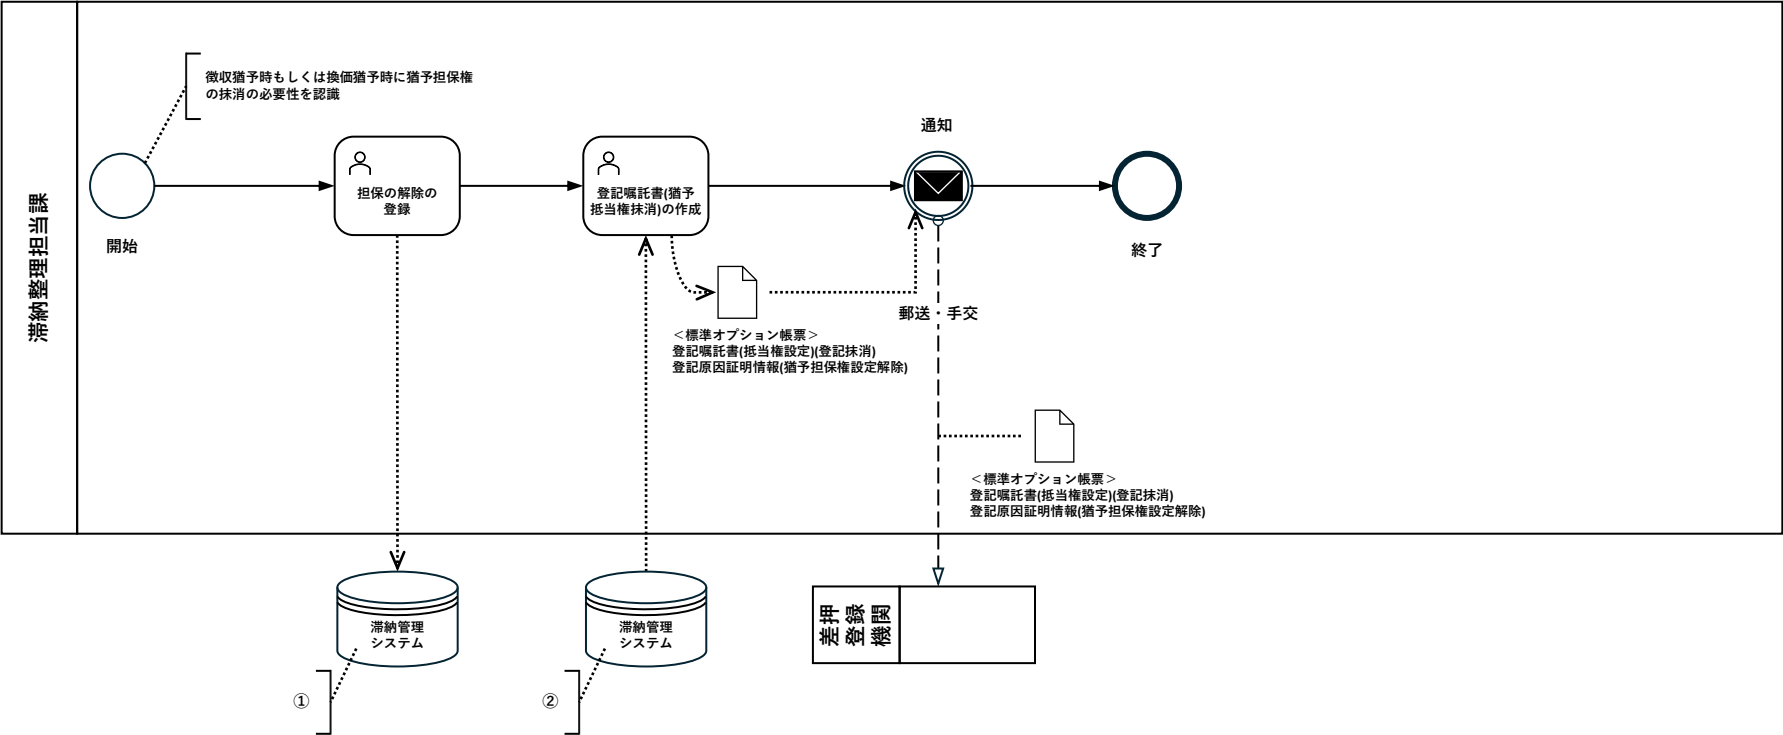 滞納整理担当課
徴収猶予時もしくは換価猶予時に猶予担保権
の抹消の必要性を認識
開始
担保の解除の
登録
登記嘱託書(猶予
抵当権抹消)の作成
通知
終了
＜標準オプション帳票＞
登記嘱託書(抵当権設定)(登記抹消)
登記原因証明情報(猶予担保権設定解除)
郵送・手交
＜標準オプション帳票＞
登記嘱託書(抵当権設定)(登記抹消)
登記原因証明情報(猶予担保権設定解除)
滞納管理
システム
①
滞納管理
システム
②
差押
登録
機関